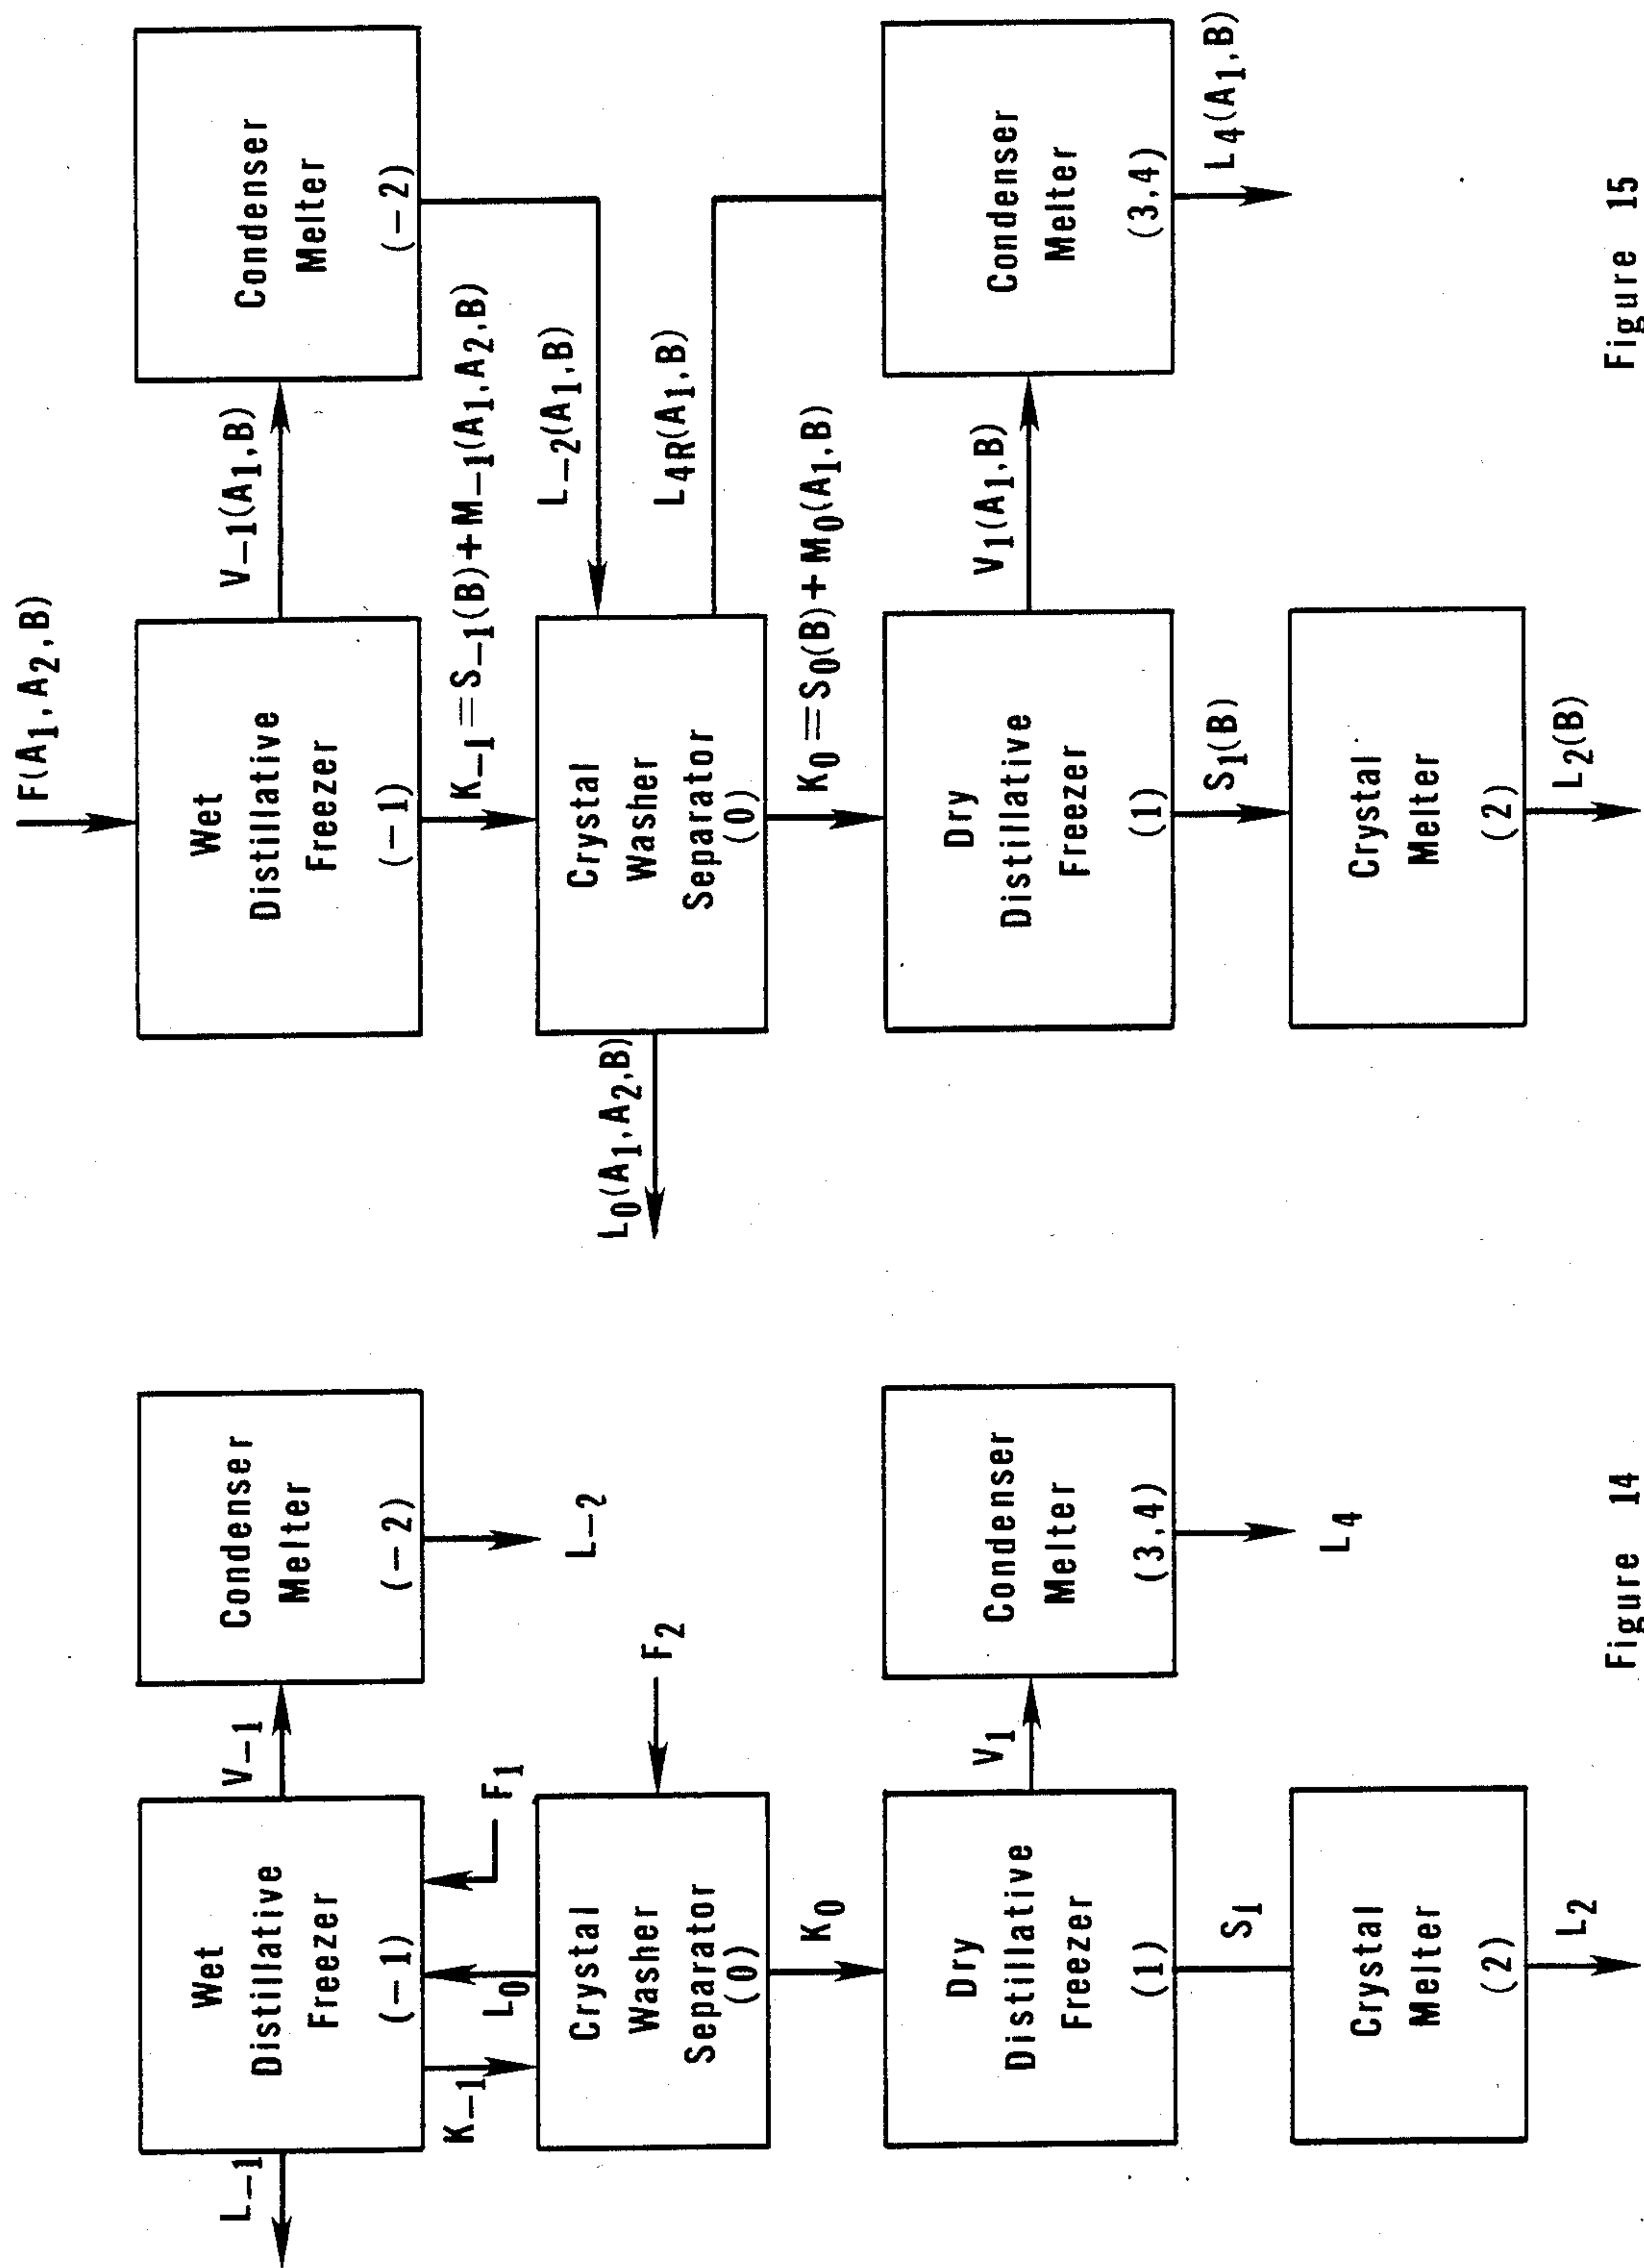 L₋₁
Wet
Distillative
Freezer
(-1)
V₋₁
Condenser
Melter
(-2)
L₋₂
K₋₁
L₀
F₁
Crystal
Washer
Separator
(0)
F₂
K₀
Dry
Distillative
Freezer
(1)
V₁
Condenser
Melter
(3,4)
L₄
S₁
Crystal
Melter
(2)
L₂
Figure 14
F(A₁,A₂,B)
Wet
Distillative
Freezer
(-1)
V₋₁(A₁,B)
Condenser
Melter
(-2)
K₋₁=S₋₁(B)+M₋₁(A₁,A₂,B)
L₋₂(A₁,B)
Crystal
Washer
Separator
(0)
L₀(A₁,A₂,B)
L₄R(A₁,B)
K₀=S₀(B)+M₀(A₁,B)
Dry
Distillative
Freezer
(1)
V₁(A₁,B)
Condenser
Melter
(3,4)
L₄(A₁,B)
S₁(B)
Crystal
Melter
(2)
L₂(B)
Figure 15